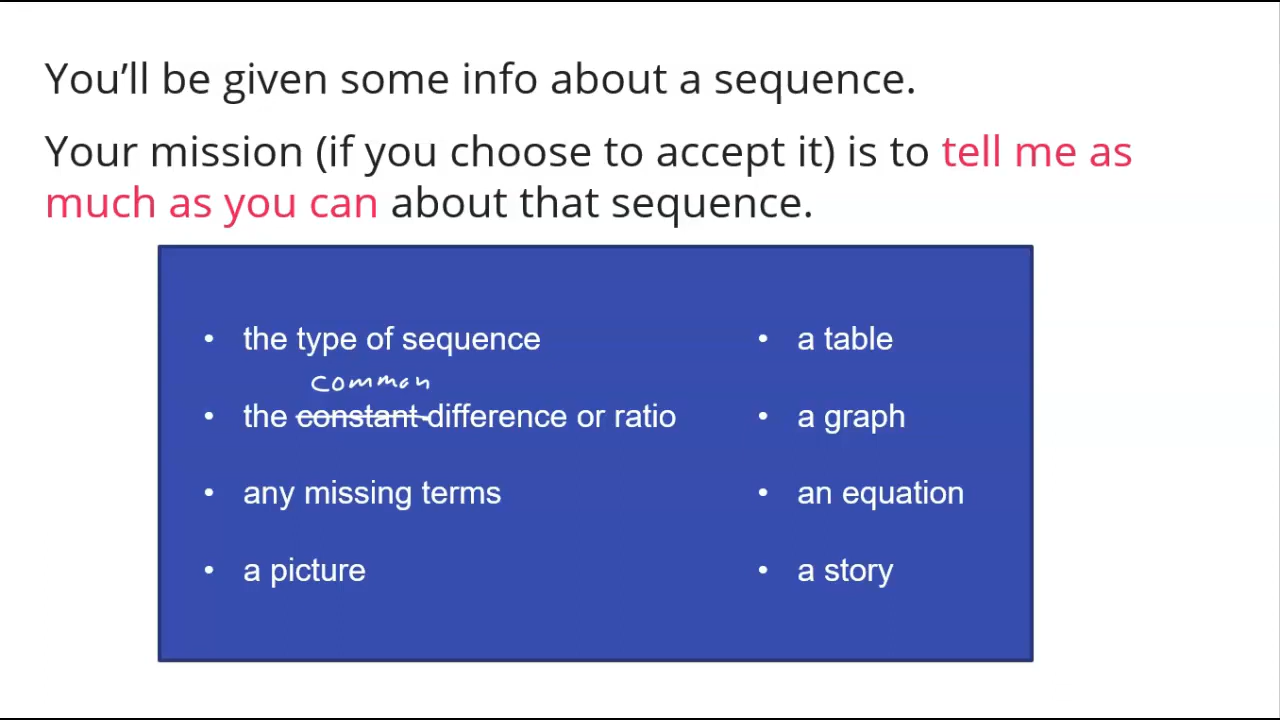 You'll be given some info about a sequence.
Your mission (if you choose to accept it) is to tell me as
much as you can about that sequence.
• the type of sequence
common
• the constant difference or ratio
• any missing terms
• a picture
• a table
• a graph
• an equation
• a story